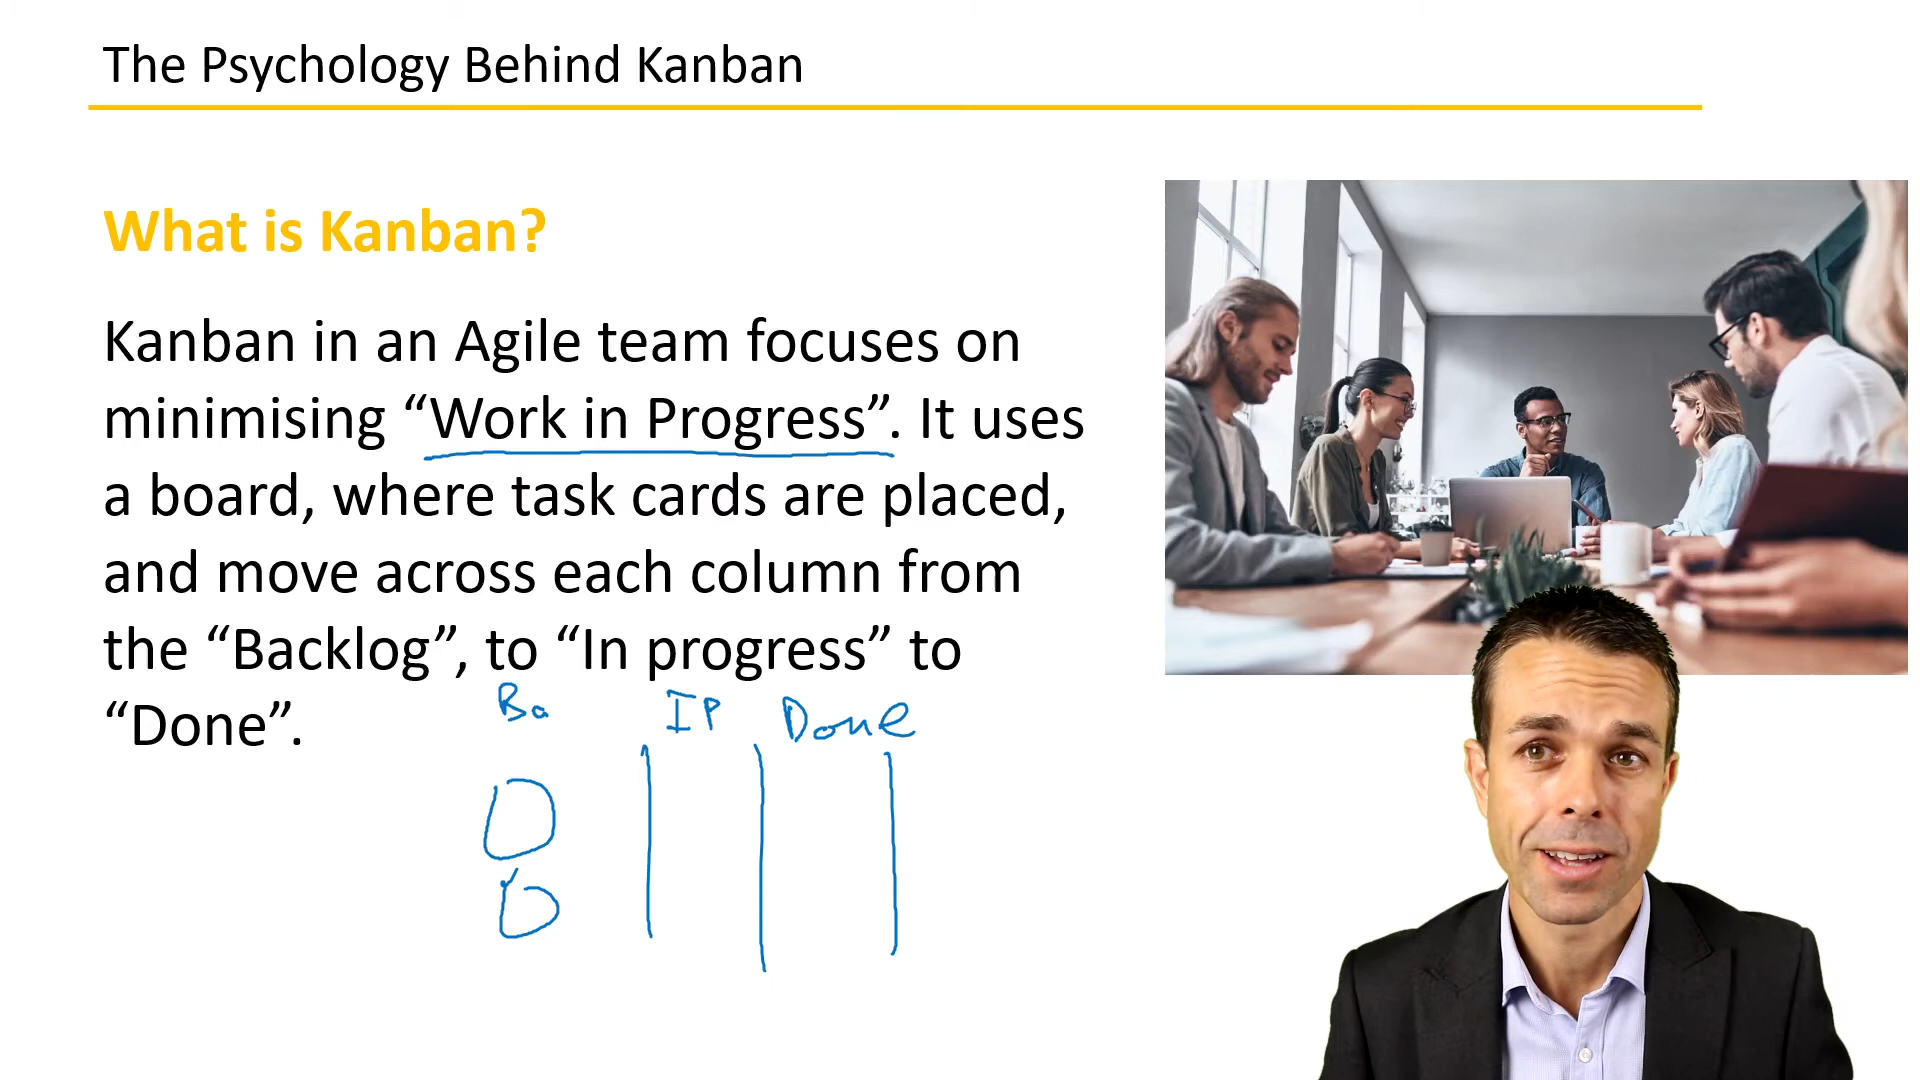 The Psychology Behind Kanban
What is Kanban?
Kanban in an Agile team focuses on
minimising “Work in Progress”. It uses
a board, where task cards are placed,
and move across each column from
the “Backlog”, to “In progress” to
“Done”.
Ba IP Done